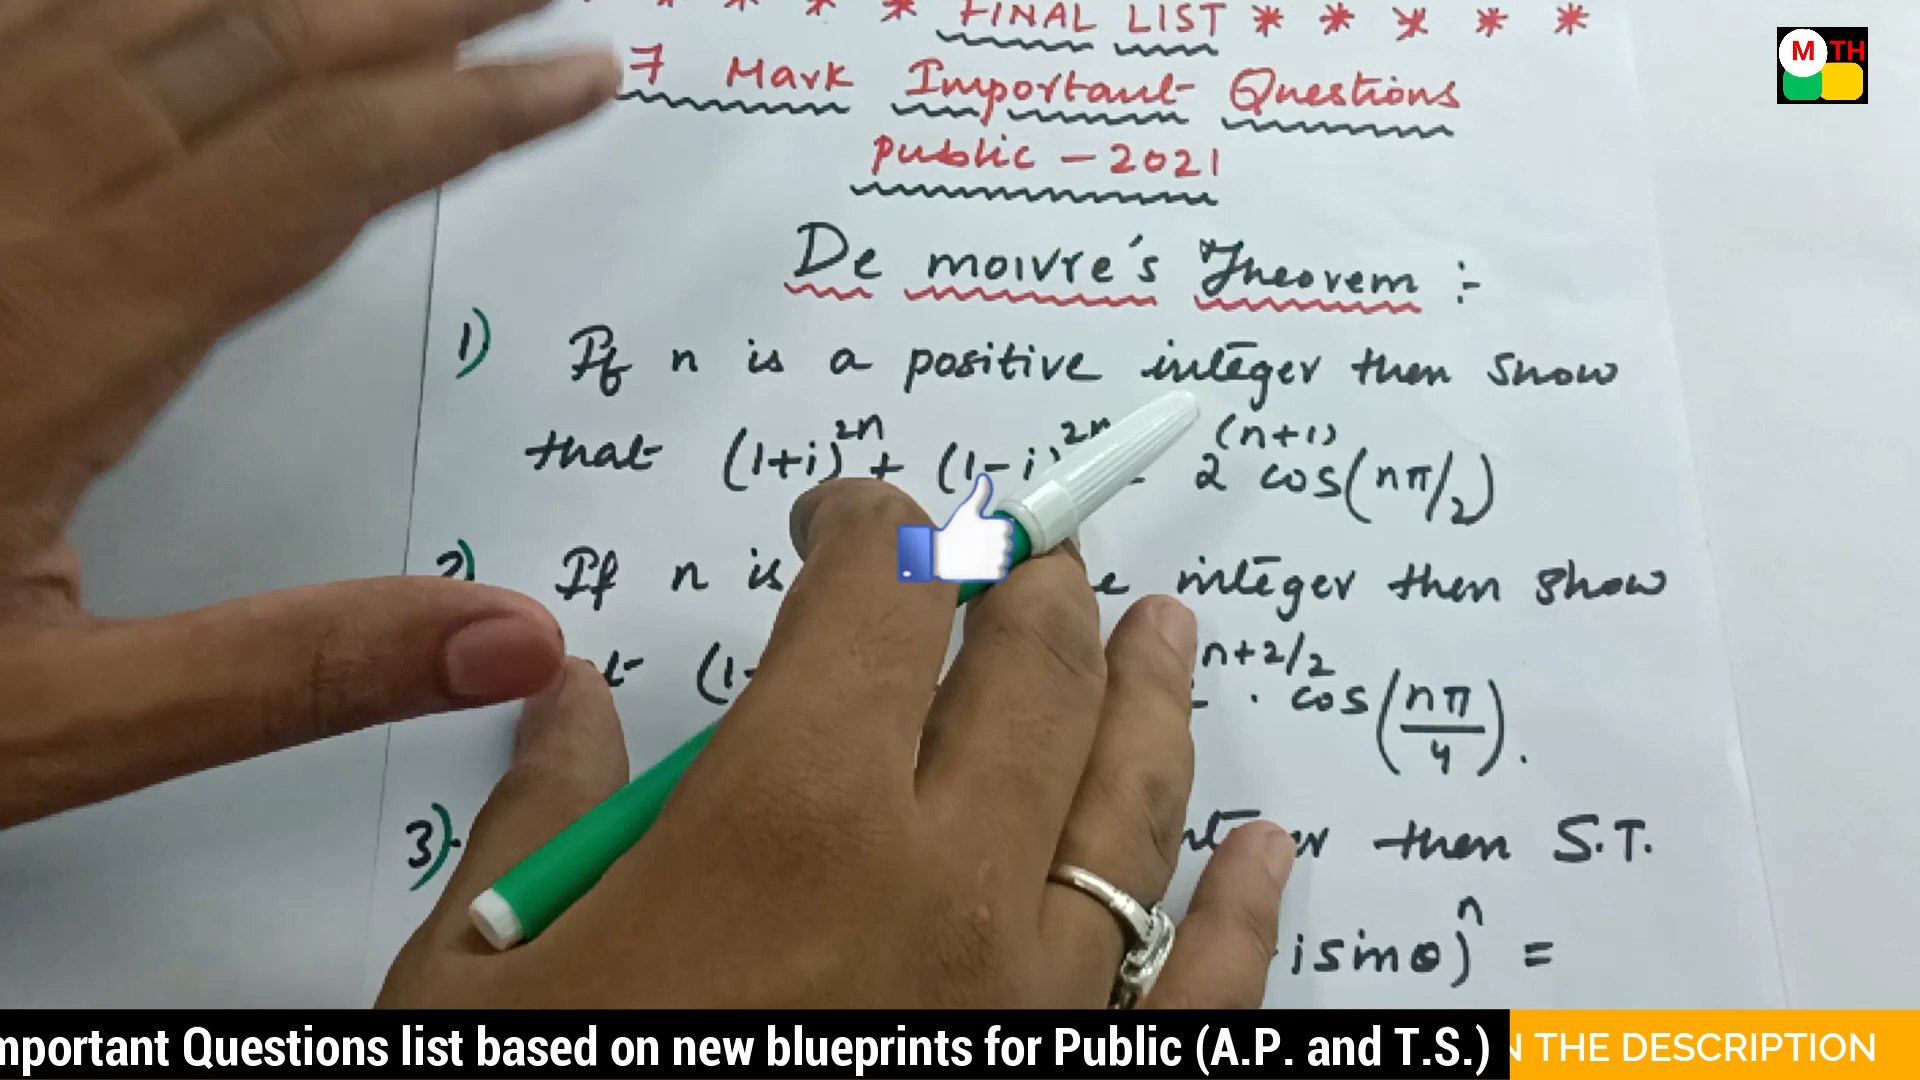 * * * * * FINAL LIST * * * * *
M TH
7 Mark Important Questions
Public - 2021
De moivre's Theorem :-
1) If n is a positive integer then show
that (1+i)^2n + (1-i)^2n = 2^(n+1) cos(nπ/2)
2) If n is integer then show
(1 n+2/2 . cos(nπ/4).
3) then S.T.
isinθ)^n =
Important Questions list based on new blueprints for Public (A.P. and T.S.)
THE DESCRIPTION